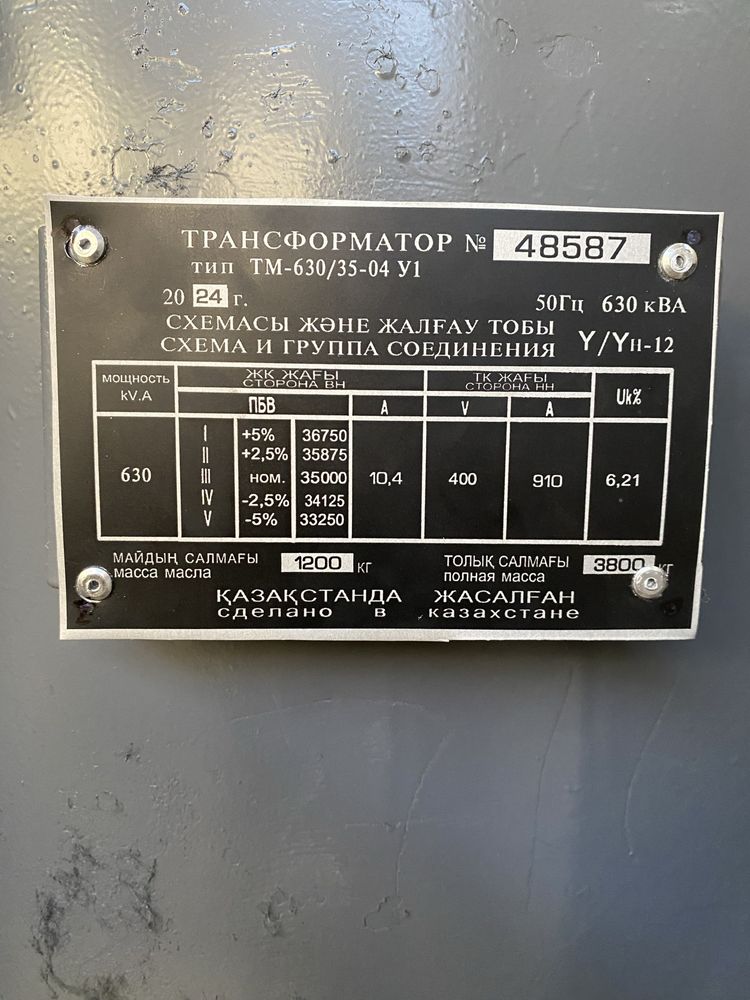 ТРАНСФОРМАТОР № 48587
тип ТМ-630/35-04 У1
20 24 г. 50Гц 630 кВА
СХЕМАСЫ ЖӘНЕ ЖАЛҒАУ ТОБЫ
СХЕМА И ГРУППА СОЕДИНЕНИЯ Y/Yн-12
мощность kV.A ЖК ЖАҒЫ ТК ЖАҒЫ Uk%
СТОРОНА ВН СТОРОНА НН
ПБВ А V А
I +5% 36750
II +2,5% 35875
630 III ном. 35000 10,4 400 910 6,21
IV -2,5% 34125
V -5% 33250
МАЙДЫҢ САЛМАҒЫ 1200 кг ТОЛЫҚ САЛМАҒЫ 3800 кг
масса масла полная масса
ҚАЗАҚСТАНДА ЖАСАЛҒАН
сделано в казахстане